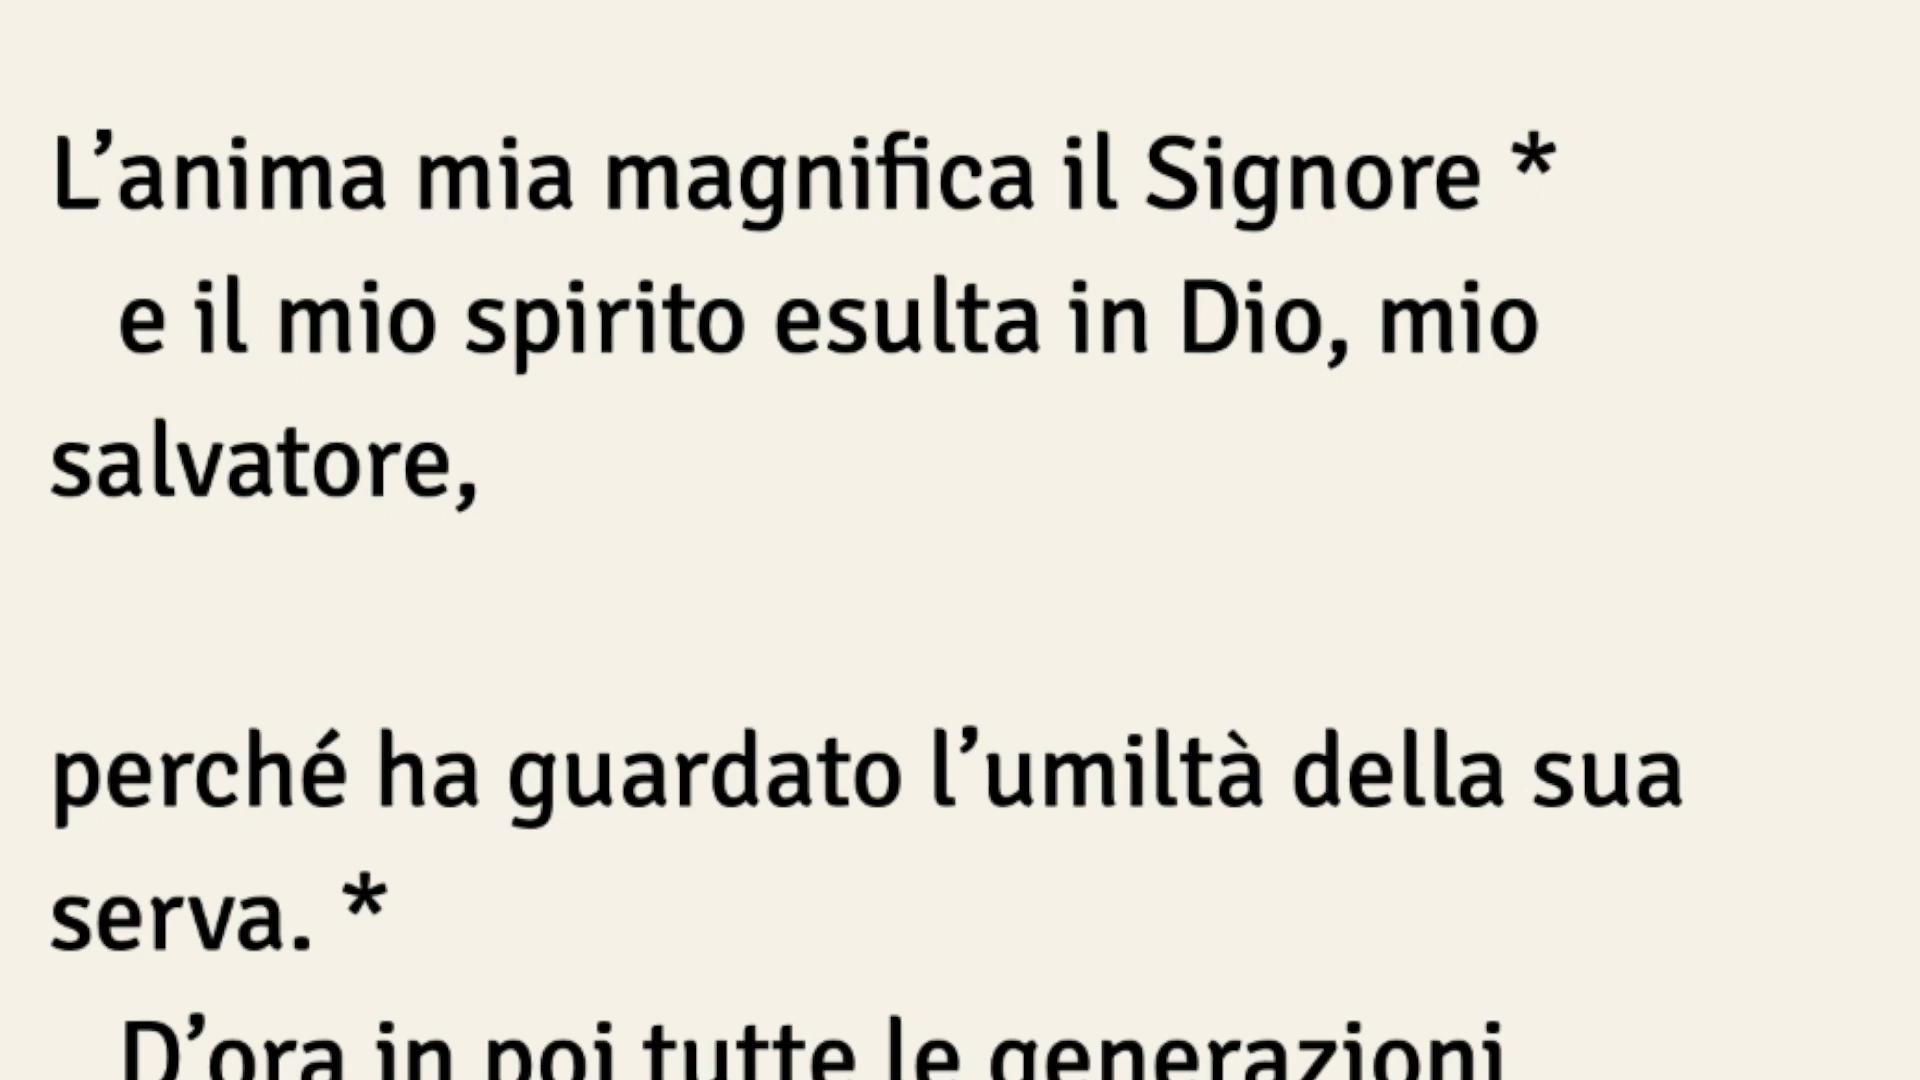 L’anima mia magnifica il Signore *
e il mio spirito esulta in Dio, mio
salvatore,
perché ha guardato l’umiltà della sua
serva. *
D’ora in poi tutte le generazioni